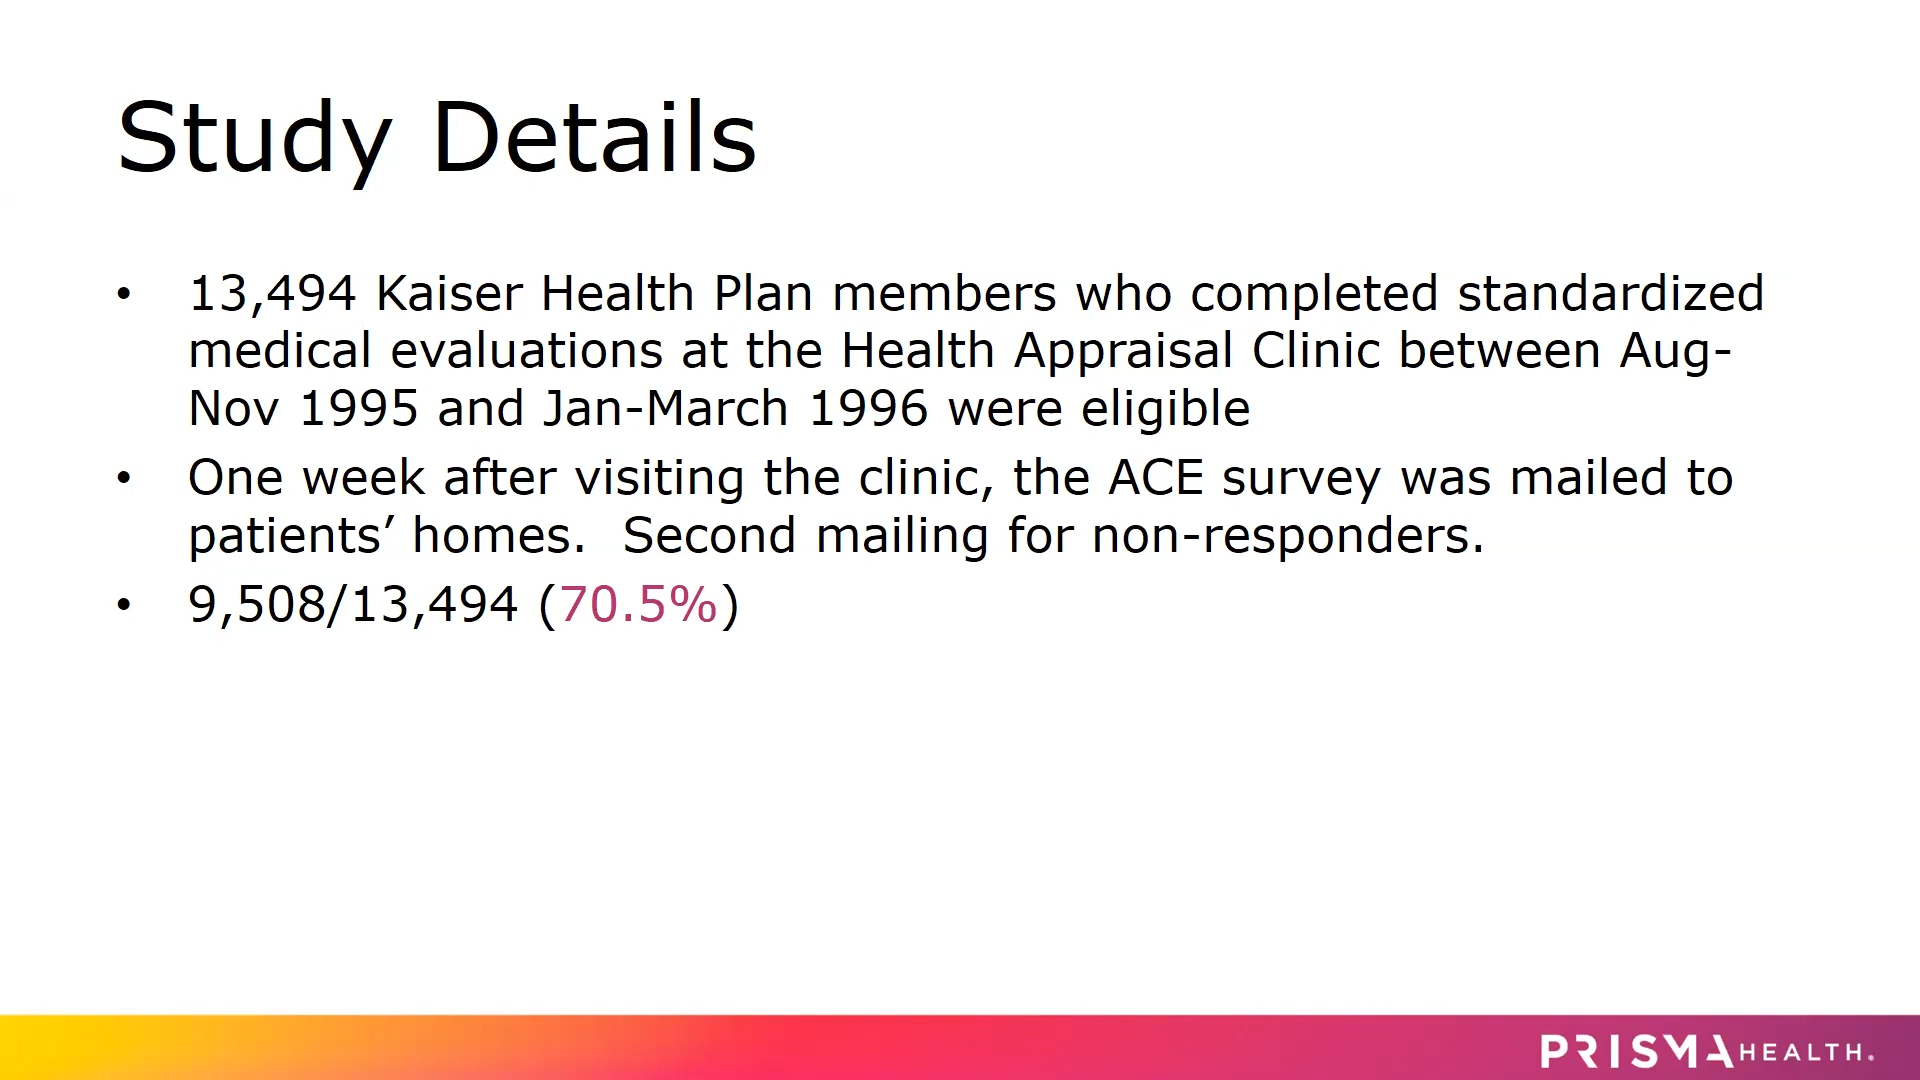 Study Details
• 13,494 Kaiser Health Plan members who completed standardized
medical evaluations at the Health Appraisal Clinic between Aug-
Nov 1995 and Jan-March 1996 were eligible
• One week after visiting the clinic, the ACE survey was mailed to
patients’ homes.  Second mailing for non-responders.
• 9,508/13,494 (70.5%)
PRISMA HEALTH®